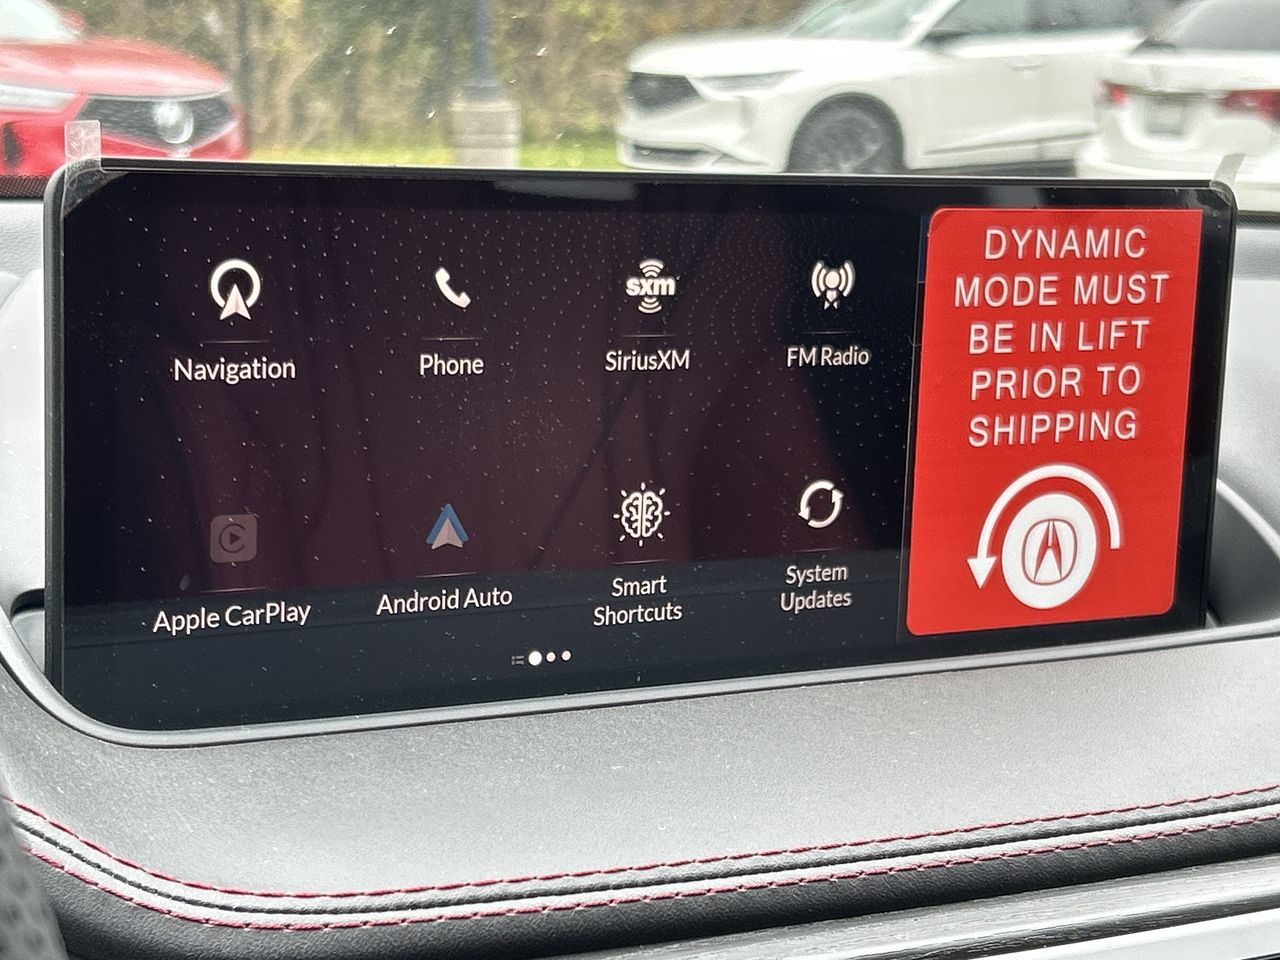 sxm
Navigation
Phone
SiriusXM
FM Radio
Apple CarPlay
Android Auto
Smart
Shortcuts
System
Updates
DYNAMIC
MODE MUST
BE IN LIFT
PRIOR TO
SHIPPING